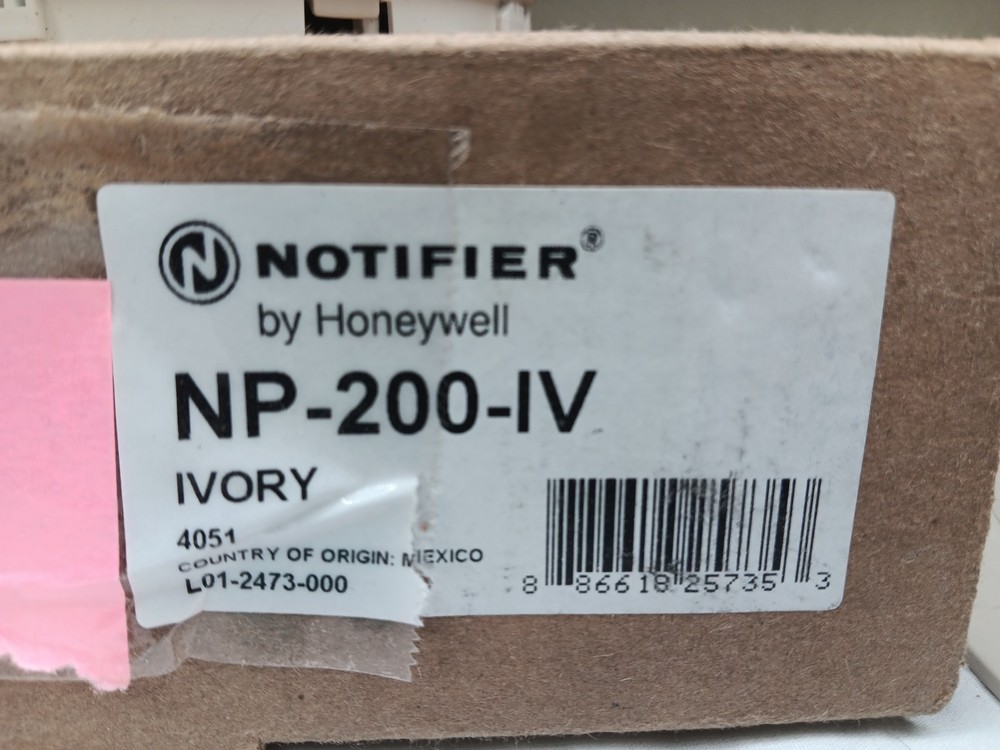 NOTIFIER®
by Honeywell
NP-200-IV
IVORY
4051
COUNTRY OF ORIGIN: MEXICO
L01-2473-000
8 86618 25735 3